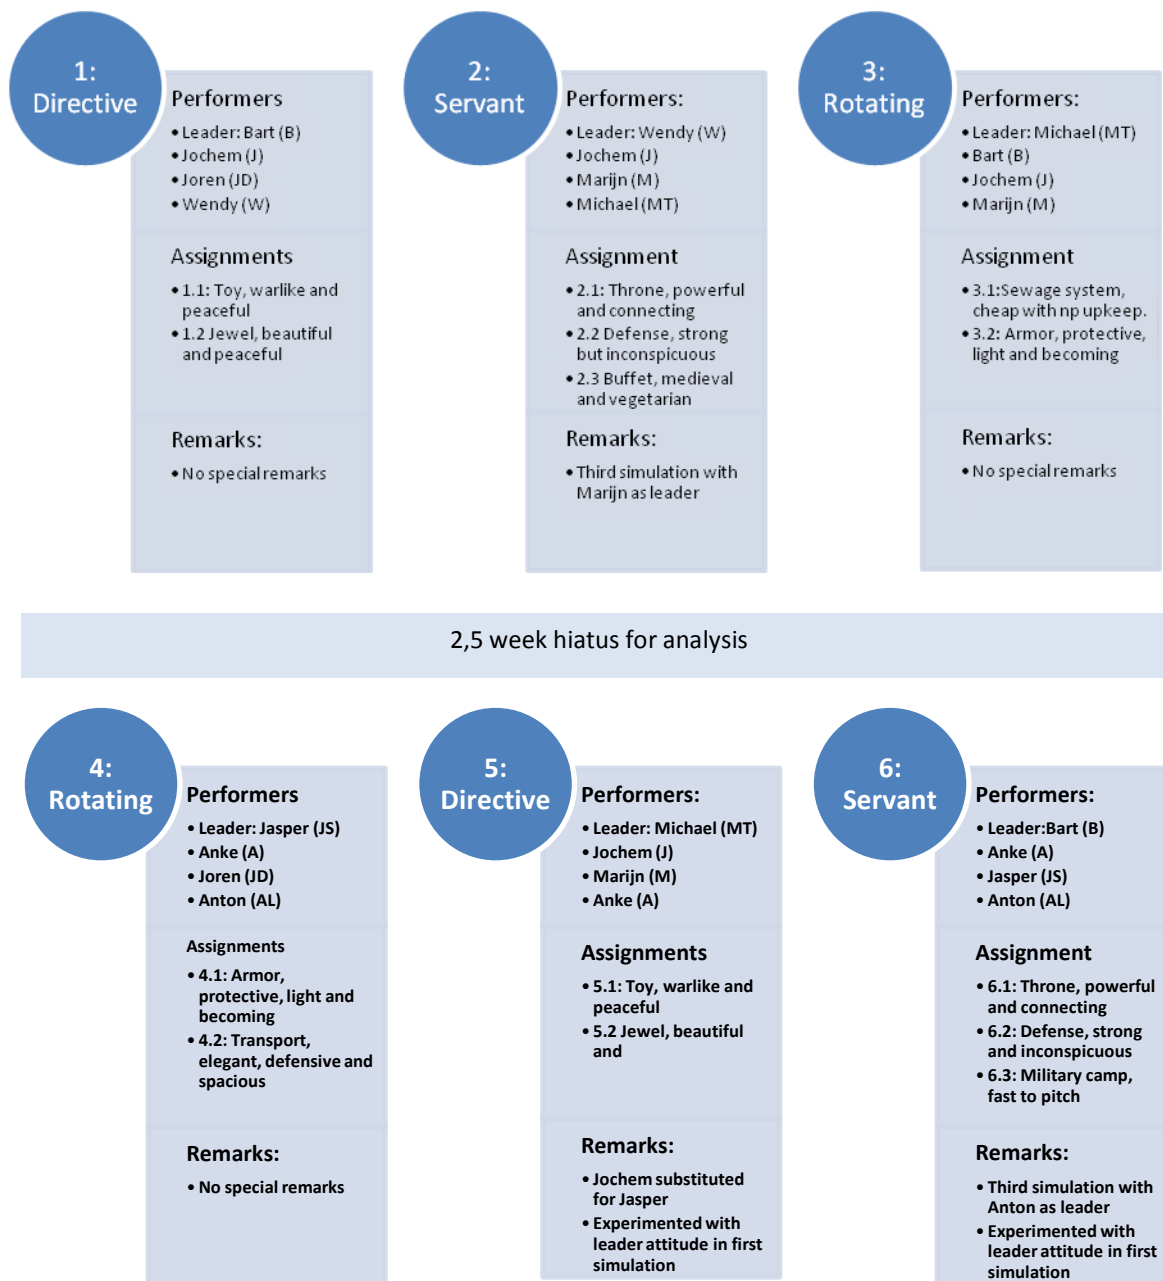 1:
Directive
Performers
• Leader: Bart (B)
• Jochem (J)
• Joren (JD)
• Wendy (W)
Assignments
• 1.1: Toy, warlike and
peaceful
• 1.2 Jewel, beautiful
and peaceful
Remarks:
• No special remarks
2:
Servant
Performers:
• Leader: Wendy (W)
• Jochem (J)
• Marijn (M)
• Michael (MT)
Assignment
• 2.1: Throne, powerful
and connecting
• 2.2 Defense, strong
but inconspicuous
• 2.3 Buffet, medieval
and vegetarian
Remarks:
• Third simulation with
Marijn as leader
3:
Rotating
Performers:
• Leader: Michael (MT)
• Bart (B)
• Jochem (J)
• Marijn (M)
Assignment
• 3.1:Sewage system,
cheap with np upkeep.
• 3.2: Armor, protective,
light and becoming
Remarks:
• No special remarks
2,5 week hiatus for analysis
4:
Rotating
Performers
• Leader: Jasper (JS)
• Anke (A)
• Joren (JD)
• Anton (AL)
Assignments
• 4.1: Armor,
protective, light and
becoming
• 4.2: Transport,
elegant, defensive and
spacious
Remarks:
• No special remarks
5:
Directive
Performers:
• Leader: Michael (MT)
• Jochem (J)
• Marijn (M)
• Anke (A)
Assignments
• 5.1: Toy, warlike and
peaceful
• 5.2 Jewel, beautiful
and
Remarks:
• Jochem substituted
for Jasper
• Experimented with
leader attitude in first
simulation
6:
Servant
Performers:
• Leader:Bart (B)
• Anke (A)
• Jasper (JS)
• Anton (AL)
Assignment
• 6.1: Throne, powerful
and connecting
• 6.2: Defense, strong
and inconspicuous
• 6.3: Military camp,
fast to pitch
Remarks:
• Third simulation with
Anton as leader
• Experimented with
leader attitude in first
simulation